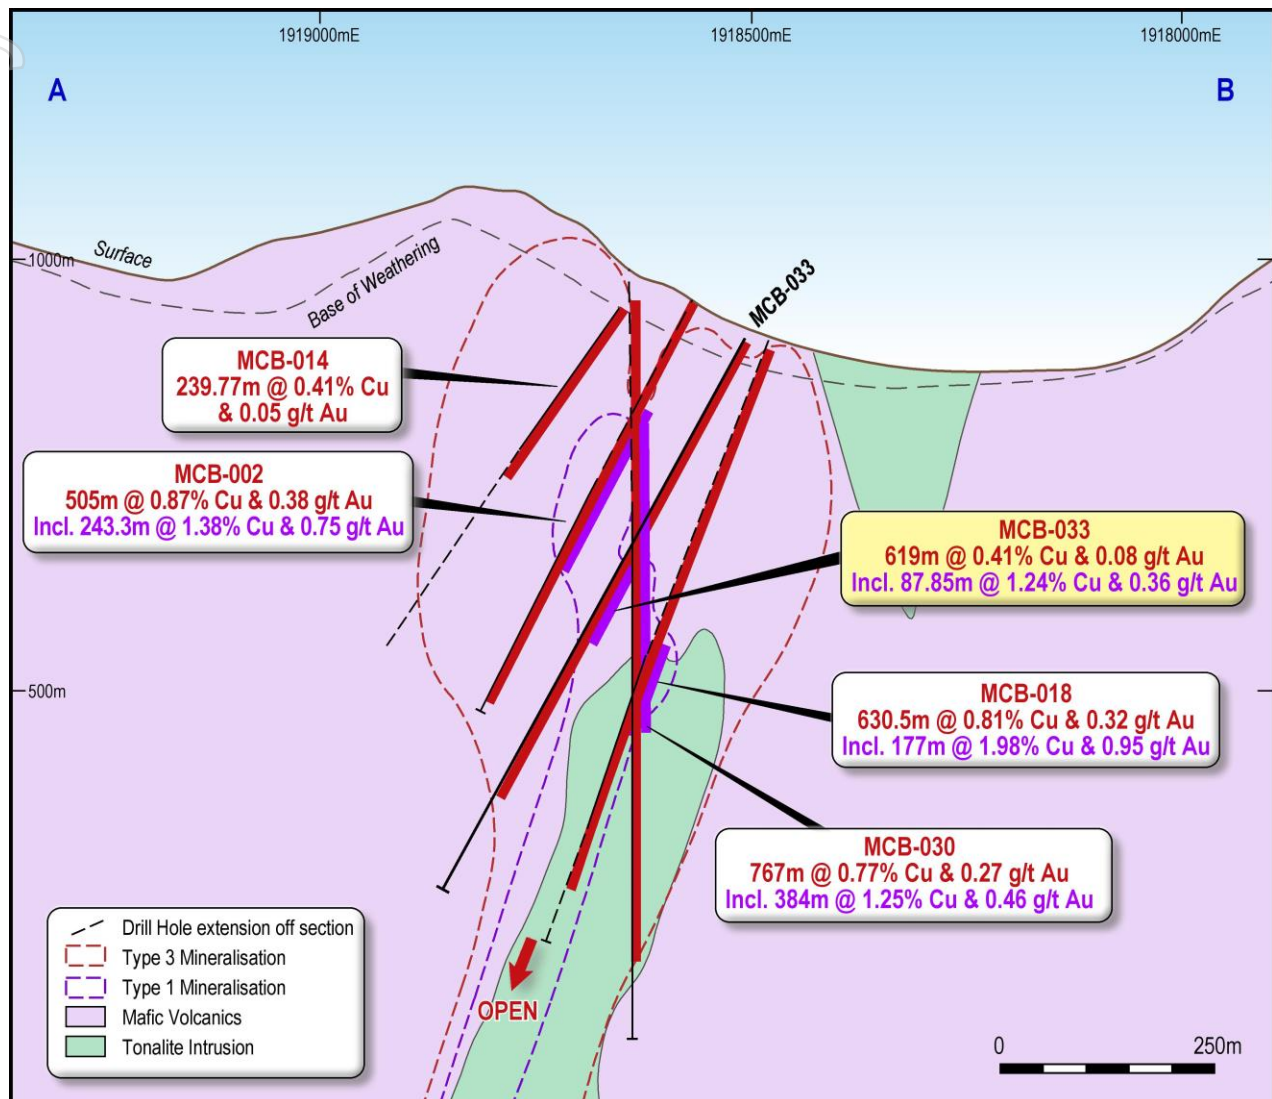 1919000mE
1918500mE
1918000mE
A
B
Surface
1000m
Base of Weathering
MCB-033
MCB-014
239.77m @ 0.41% Cu
& 0.05 g/t Au
MCB-002
505m @ 0.87% Cu & 0.38 g/t Au
Incl. 243.3m @ 1.38% Cu & 0.75 g/t Au
MCB-033
619m @ 0.41% Cu & 0.08 g/t Au
Incl. 87.85m @ 1.24% Cu & 0.36 g/t Au
500m
MCB-018
630.5m @ 0.81% Cu & 0.32 g/t Au
Incl. 177m @ 1.98% Cu & 0.95 g/t Au
MCB-030
767m @ 0.77% Cu & 0.27 g/t Au
Incl. 384m @ 1.25% Cu & 0.46 g/t Au
OPEN
Drill Hole extension off section
Type 3 Mineralisation
Type 1 Mineralisation
Mafic Volcanics
Tonalite Intrusion
0
250m